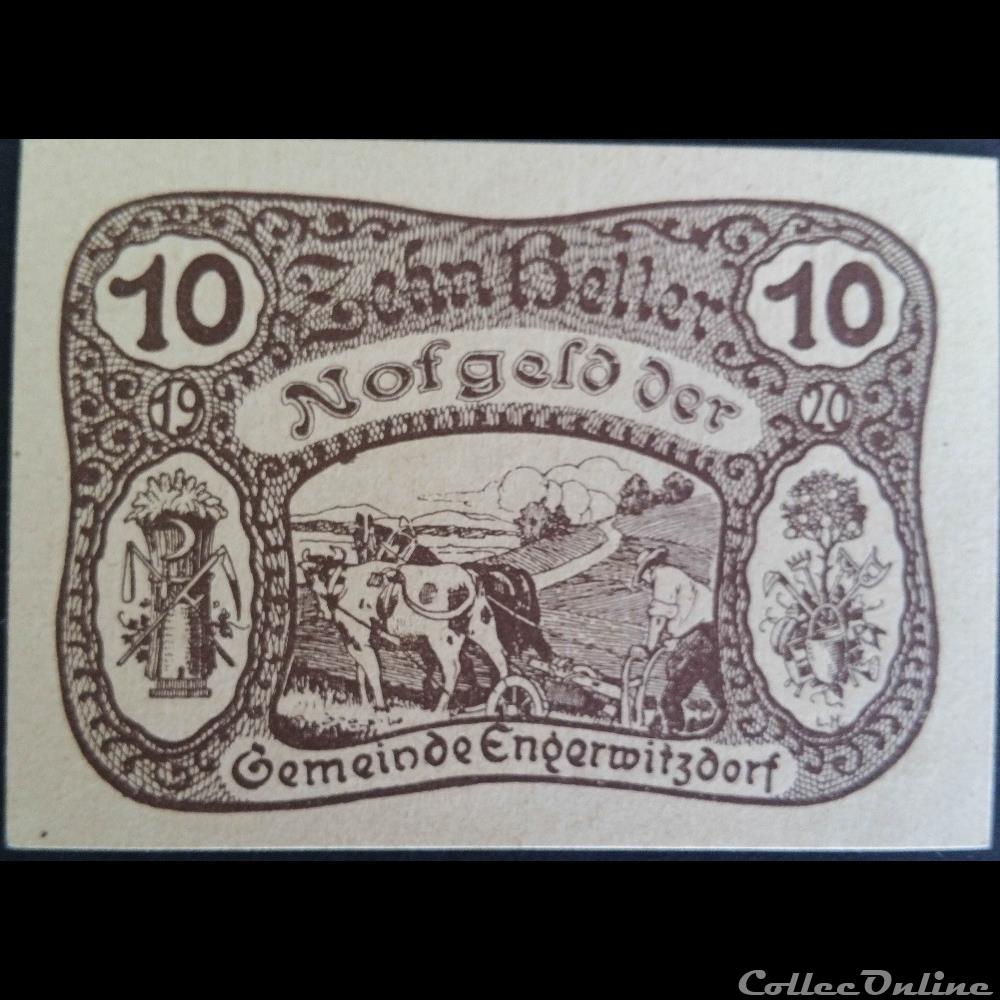 10 Zehn Heller 10
Notgeld der
19 20
L.H.
Gemeinde Engerwitzdorf
CollecOnline